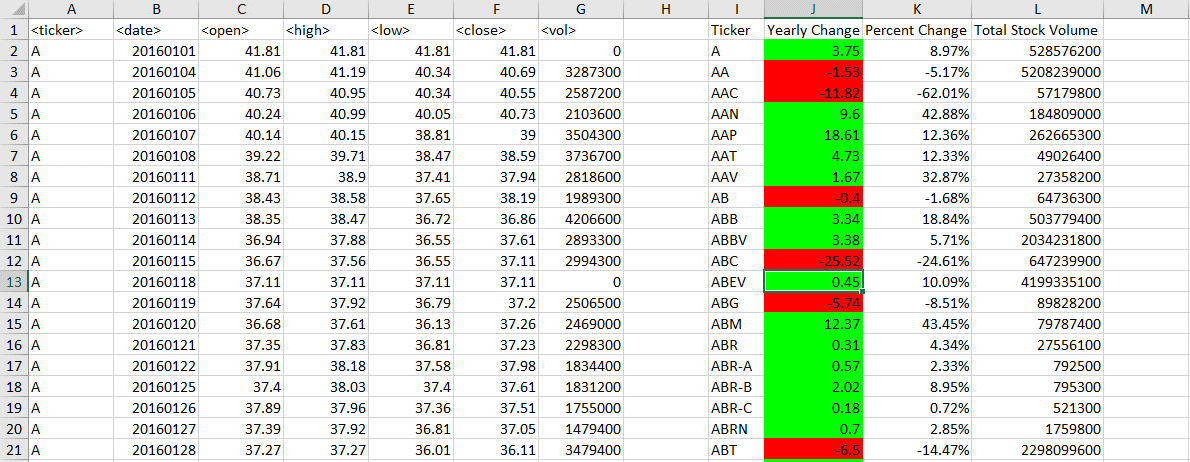 A B C D E F G H I J K L M
1 <ticker> <date> <open> <high> <low> <close> <vol> Ticker Yearly Change Percent Change Total Stock Volume
2 A 20160101 41.81 41.81 41.81 41.81 0 A 3.75 8.97% 528576200
3 A 20160104 41.06 41.19 40.34 40.69 3287300 AA -1.53 -5.17% 5208239000
4 A 20160105 40.73 40.95 40.34 40.55 2587200 AAC -11.82 -62.01% 57179800
5 A 20160106 40.24 40.99 40.05 40.73 2103600 AAN 9.6 42.88% 184809000
6 A 20160107 40.14 40.15 38.81 39 3504300 AAP 18.61 12.36% 262665300
7 A 20160108 39.22 39.71 38.47 38.59 3736700 AAT 4.73 12.33% 49026400
8 A 20160111 38.71 38.9 37.41 37.94 2818600 AAV 1.67 32.87% 27358200
9 A 20160112 38.43 38.58 37.65 38.19 1989300 AB -0.4 -1.68% 64736300
10 A 20160113 38.35 38.47 36.72 36.86 4206600 ABB 3.34 18.84% 503779400
11 A 20160114 36.94 37.88 36.55 37.61 2893300 ABBV 3.38 5.71% 2034231800
12 A 20160115 36.67 37.56 36.55 37.11 2994300 ABC -25.52 -24.61% 647239900
13 A 20160118 37.11 37.11 37.11 37.11 0 ABEV 0.45 10.09% 4199335100
14 A 20160119 37.64 37.92 36.79 37.2 2506500 ABG -5.74 -8.51% 89828200
15 A 20160120 36.68 37.61 36.13 37.26 2469000 ABM 12.37 43.45% 79787400
16 A 20160121 37.35 37.83 36.81 37.23 2298300 ABR 0.31 4.34% 27556100
17 A 20160122 37.91 38.18 37.58 37.98 1834400 ABR-A 0.57 2.33% 792500
18 A 20160125 37.4 38.03 37.4 37.61 1831200 ABR-B 2.02 8.95% 795300
19 A 20160126 37.89 37.96 37.36 37.51 1755000 ABR-C 0.18 0.72% 521300
20 A 20160127 37.39 37.92 36.81 37.05 1479400 ABRN 0.7 2.85% 1759800
21 A 20160128 37.27 37.27 36.01 36.11 3479400 ABT -6.5 -14.47% 2298099600